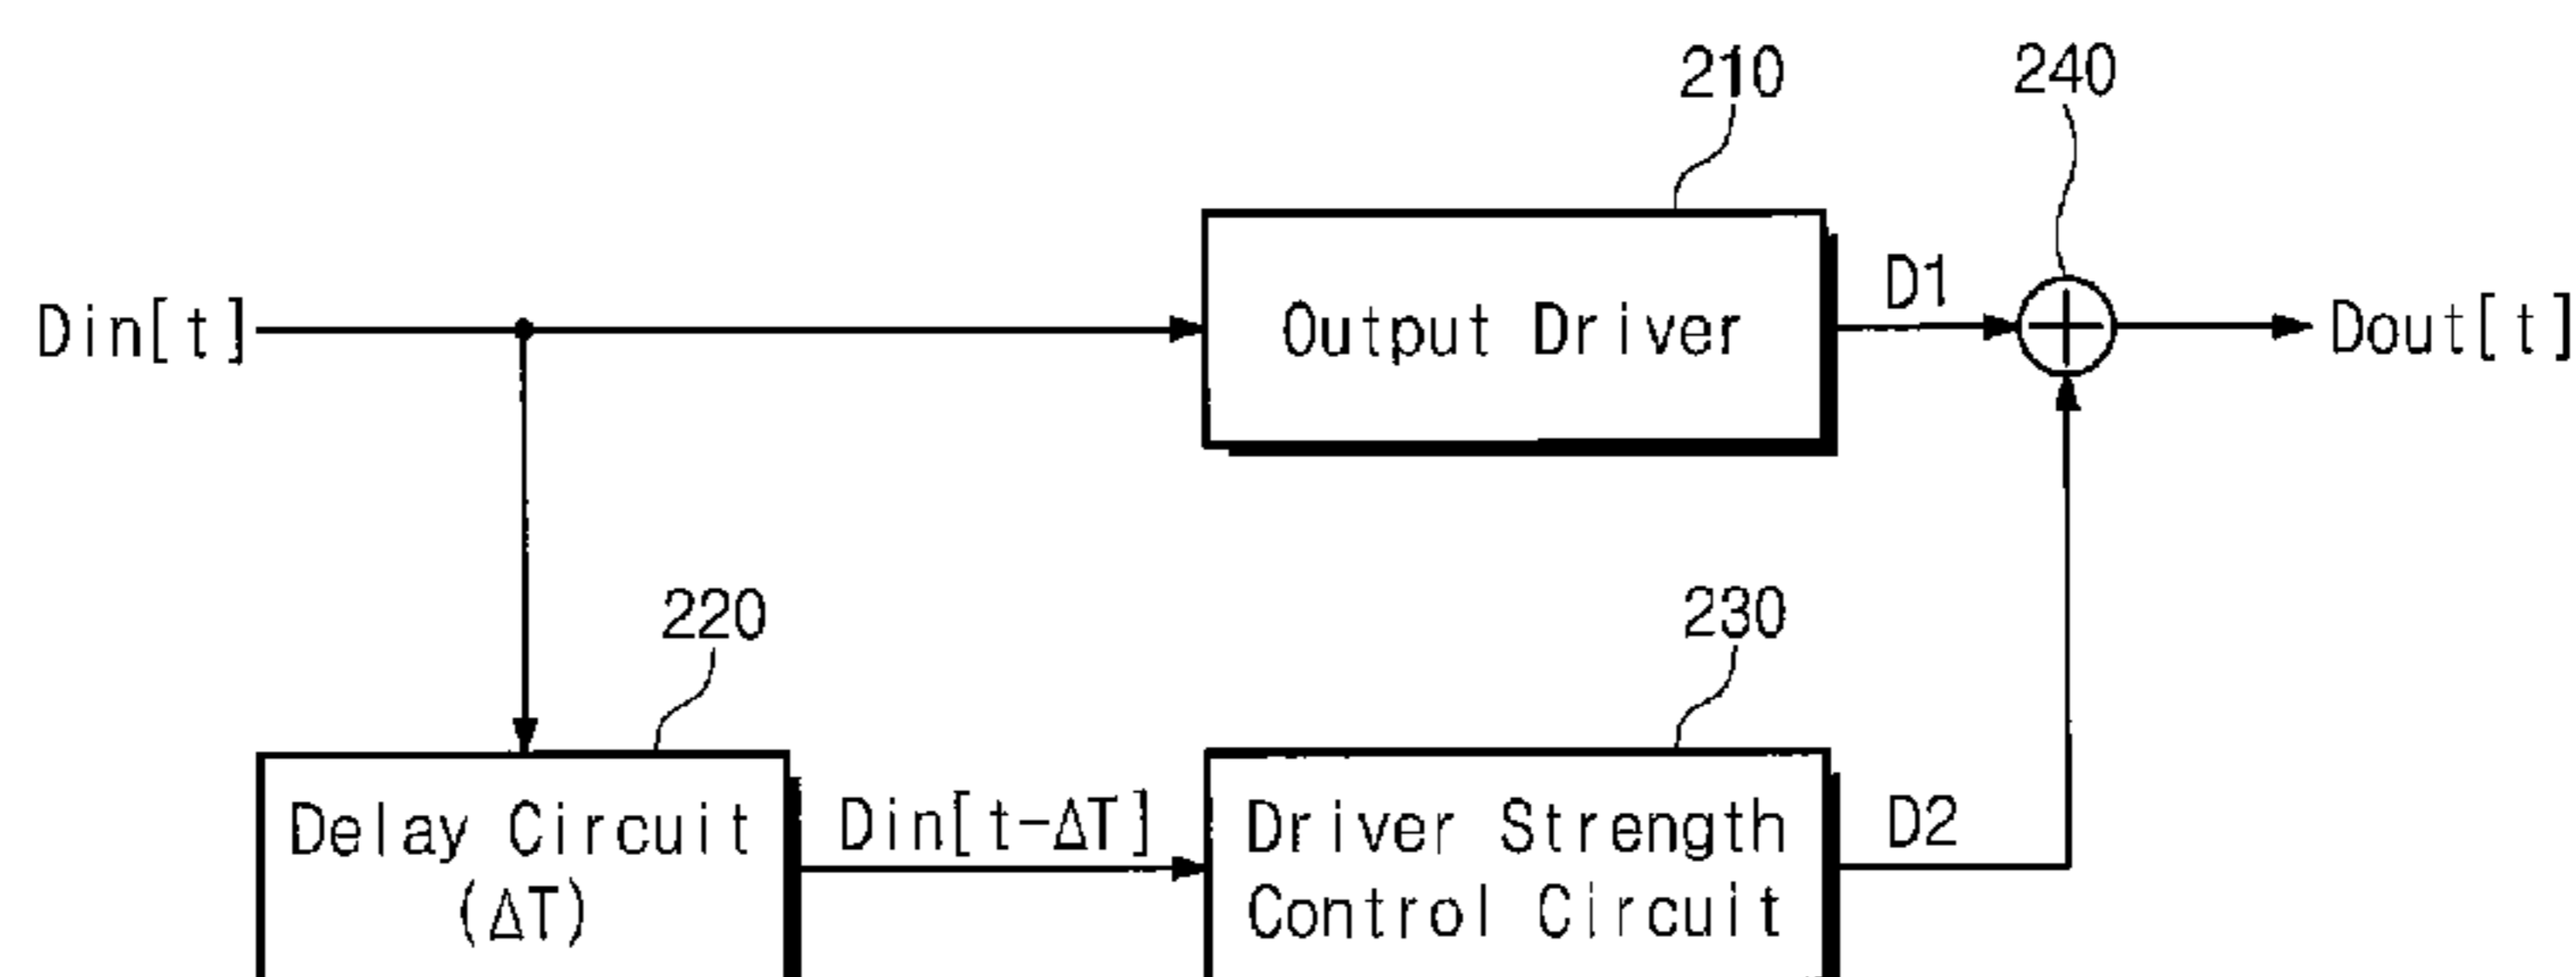 210
240
Din[t]
Output Driver
D1
Dout[t]
220
230
Delay Circuit
(ΔT)
Din[t-ΔT]
Driver Strength
Control Circuit
D2